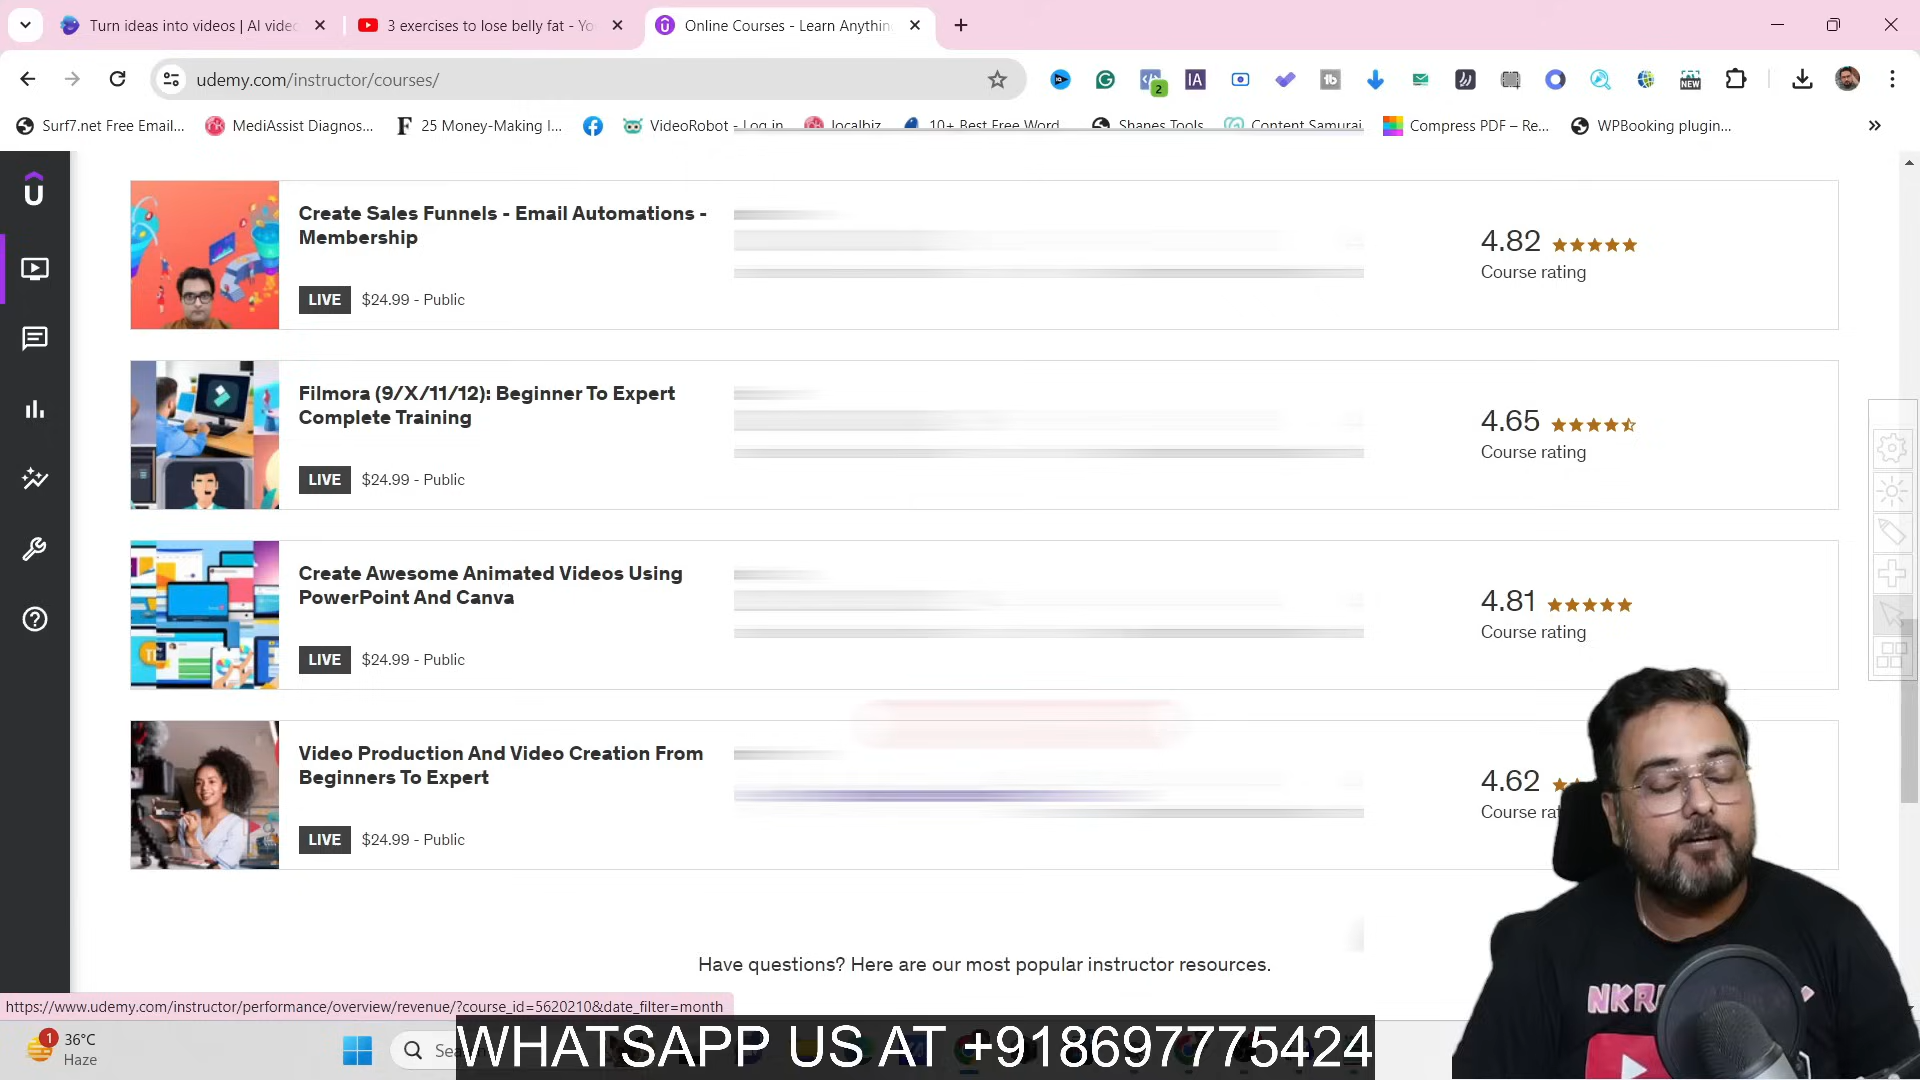 Turn ideas into videos | AI vide
3 exercises to lose belly fat - Yo
Online Courses - Learn Anythin
udemy.com/instructor/courses/
2
IA
NEW
Surf7.net Free Email...
MediAssist Diagnos...
25 Money-Making I...
VideoRobot - Log in
localbiz
10+ Best Free Word
Shapes Tools
Content Samurai
Compress PDF – Re...
WPBooking plugin...
Create Sales Funnels - Email Automations -
Membership
LIVE $24.99 - Public
4.82
Course rating
Filmora (9/X/11/12): Beginner To Expert
Complete Training
LIVE $24.99 - Public
4.65
Course rating
Create Awesome Animated Videos Using
PowerPoint And Canva
LIVE $24.99 - Public
4.81
Course rating
Video Production And Video Creation From
Beginners To Expert
LIVE $24.99 - Public
4.62
Course rat
Have questions? Here are our most popular instructor resources.
https://www.udemy.com/instructor/performance/overview/revenue/?course_id=5620210&date_filter=month
1
36°C
Haze
WHATSAPP US AT +918697775424